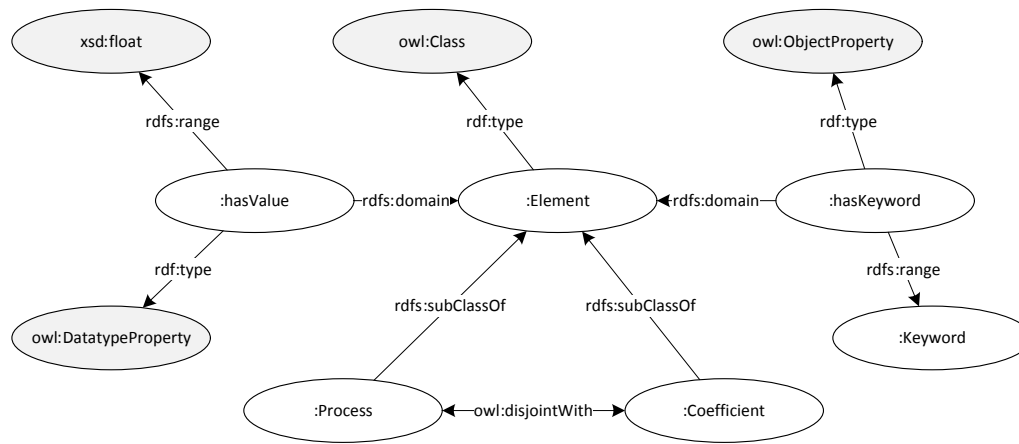 xsd:float
owl:Class
owl:ObjectProperty
rdfs:range
rdf:type
rdf:type
:hasValue
rdfs:domain
:Element
rdfs:domain
:hasKeyword
rdf:type
rdfs:range
rdfs:subClassOf
rdfs:subClassOf
owl:DatatypeProperty
:Keyword
:Process
owl:disjointWith
:Coefficient